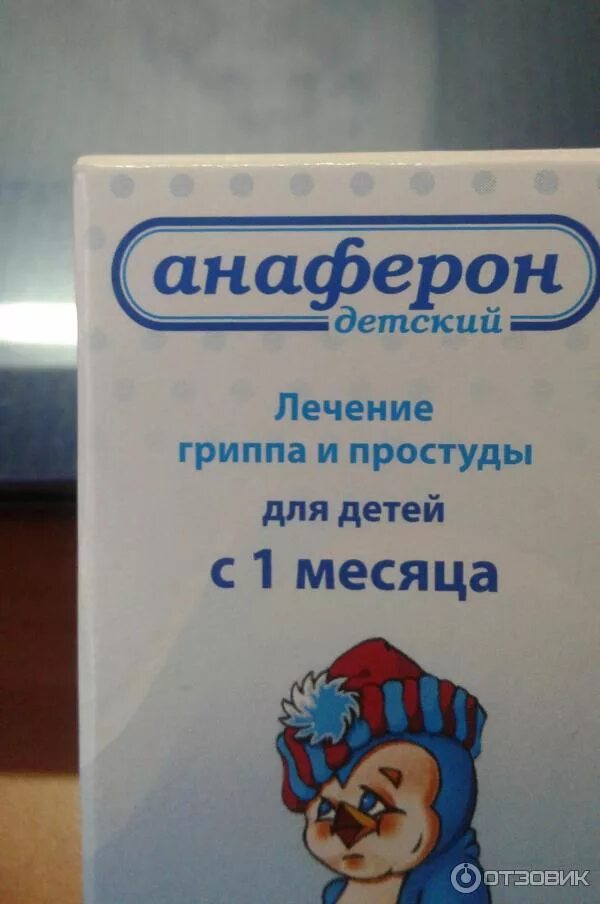 анаферон
детский
Лечение
гриппа и простуды
для детей
с 1 месяца
ОТЗОВИК